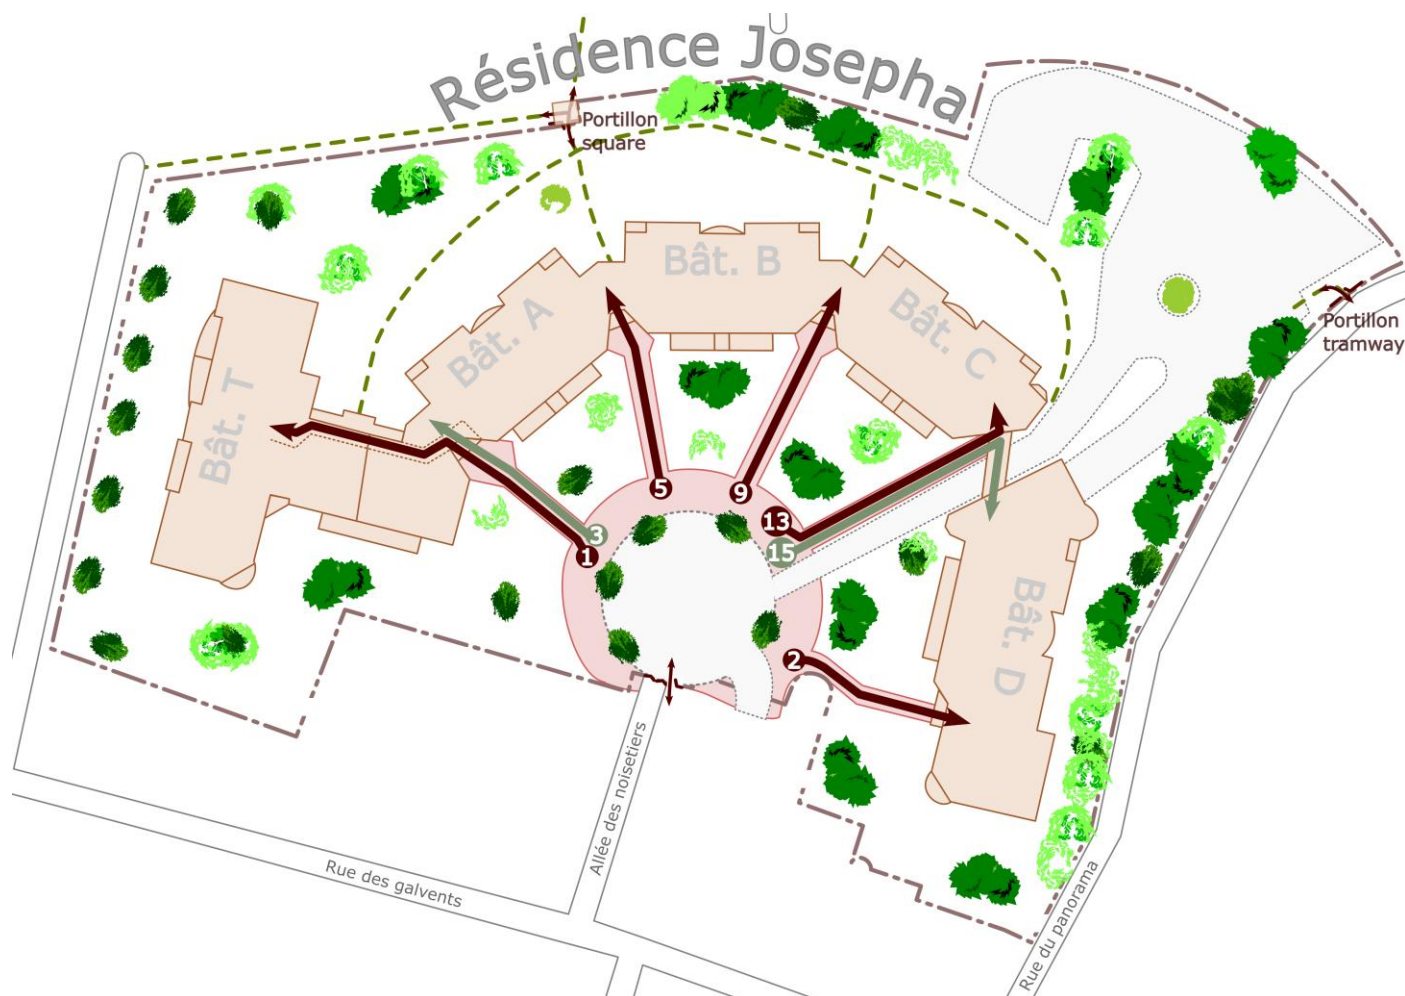 Résidence Josepha
Portillon
square
Bât. B
Bât. A
Bât. C
Portillon
tramway
Bât. T
5
9
13
3
15
1
Bât. D
2
Allée des noisetiers
Rue des galvents
Rue du panorama